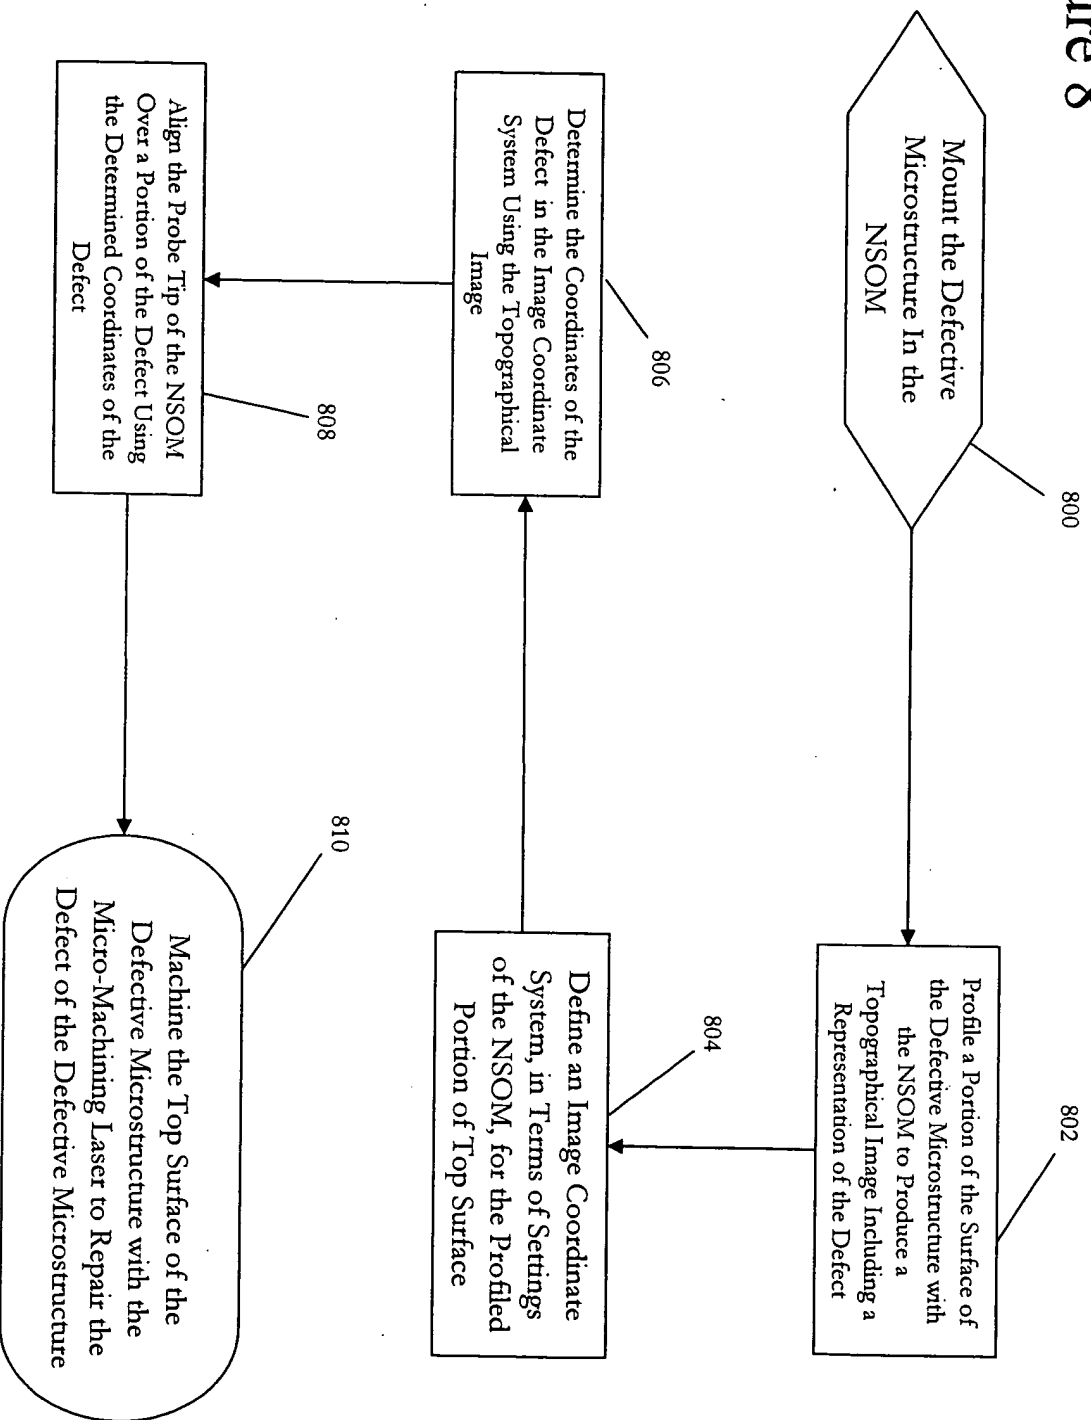 ure 8
Mount the Defective
Microstructure In the
NSOM
800
Profile a Portion of the Surface of
the Defective Microstructure with
the NSOM to Produce a
Topographical Image Including a
Representation of the Defect
802
Define an Image Coordinate
System, in Terms of Settings
of the NSOM, for the Profiled
Portion of Top Surface
804
Determine the Coordinates of the
Defect in the Image Coordinate
System Using the Topographical
Image
806
Align the Probe Tip of the NSOM
Over a Portion of the Defect Using
the Determined Coordinates of the
Defect
808
Machine the Top Surface of the
Defective Microstructure with the
Micro-Machining Laser to Repair the
Defect of the Defective Microstructure
810